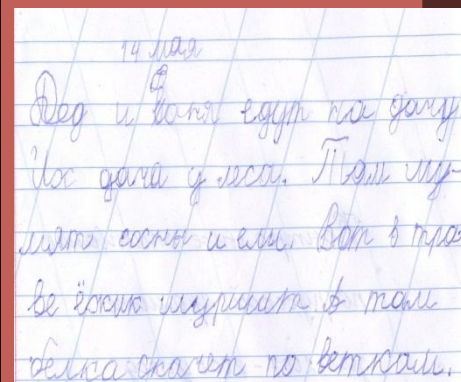 14 мая
Дед и Ваня едут на дачу
Их дача у леса. Там шу-
мят сосны и ели. Вот в тра-
ве ёжик шуршит А там
белка скачет по веткам.